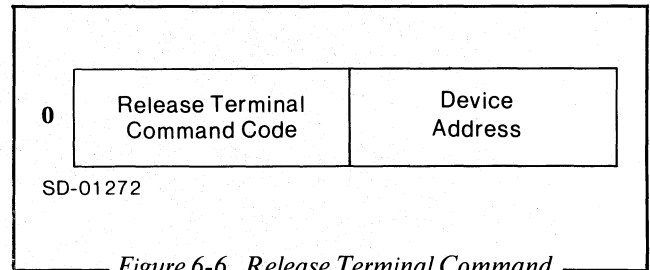 0
Release Terminal
Command Code
Device
Address
SD-01272
Figure 6-6. Release Terminal Command